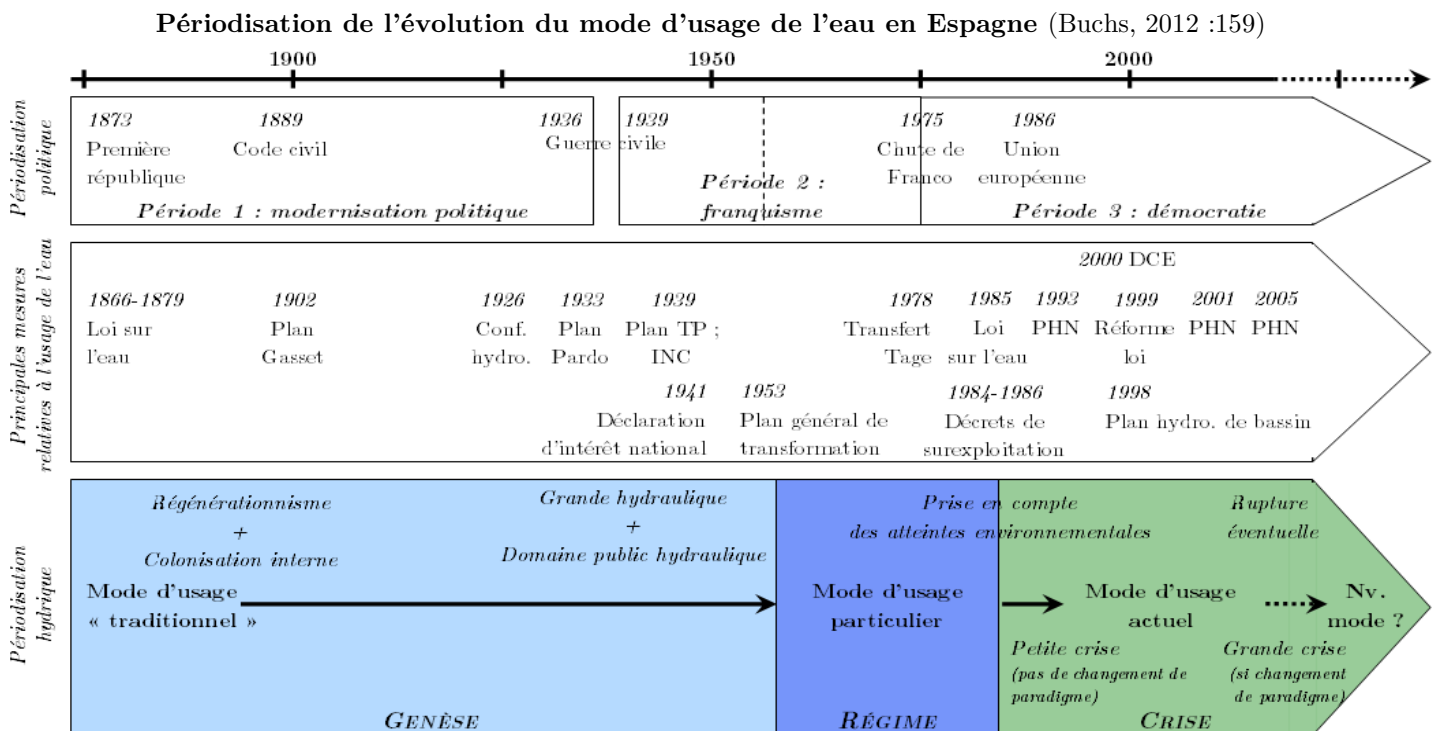 Périodisation de l'évolution du mode d'usage de l'eau en Espagne (Buchs, 2012 :159)
1900 1950 2000
Périodisation
politique
1873 1889 1936 1939 1975 1986
Première Code civil Guerre civile Chute de Union
république Franco européenne
Période 2 :
Période 1 : modernisation politique franquisme Période 3 : démocratie
Principales mesures
relatives à l'usage de l'eau
2000 DCE
1866-1879 1902 1926 1933 1939 1978 1985 1993 1999 2001 2005
Loi sur Plan Conf. Plan Plan TP ; Transfert Loi PHN Réforme PHN PHN
l'eau Gasset hydro. Pardo INC Tage sur l'eau loi
1941 1953 1984-1986 1998
Déclaration Plan général de Décrets de Plan hydro. de bassin
d'intérêt national transformation surexploitation
Périodisation
hydrique
Régénérationnisme Grande hydraulique Prise en compte Rupture
+ + des atteintes environnementales éventuelle
Colonisation interne Domaine public hydraulique
Mode d'usage Mode d'usage Mode d'usage Nv.
« traditionnel » particulier actuel mode ?
Petite crise Grande crise
(pas de changement de (si changement
paradigme) de paradigme)
GENÈSE RÉGIME CRISE